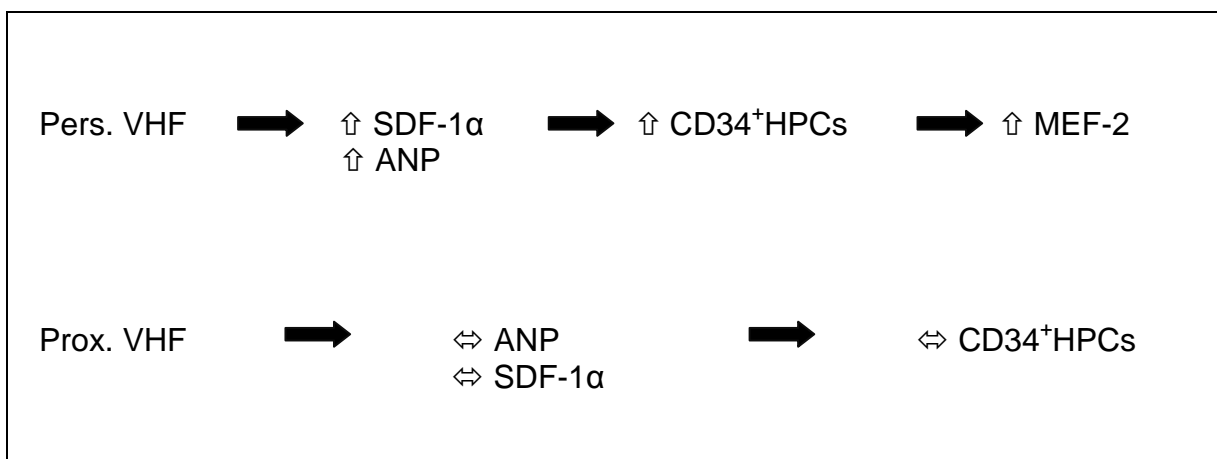 Pers. VHF ➡ ⇧ SDF-1α ➡ ⇧ CD34⁺HPCs ➡ ⇧ MEF-2
⇧ ANP
Prox. VHF ➡ ⇔ ANP ➡ ⇔ CD34⁺HPCs
⇔ SDF-1α